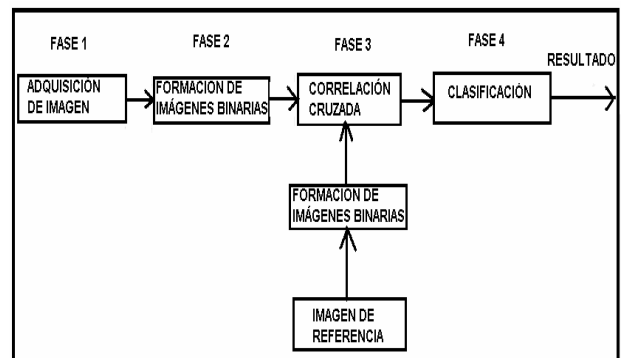 FASE 1
FASE 2
FASE 3
FASE 4
RESULTADO
ADQUISICIÓN
DE IMAGEN
FORMACION DE
IMÁGENES BINARIAS
CORRELACIÓN
CRUZADA
CLASIFICACIÓN
FORMACION DE
IMÁGENES BINARIAS
IMAGEN DE
REFERENCIA